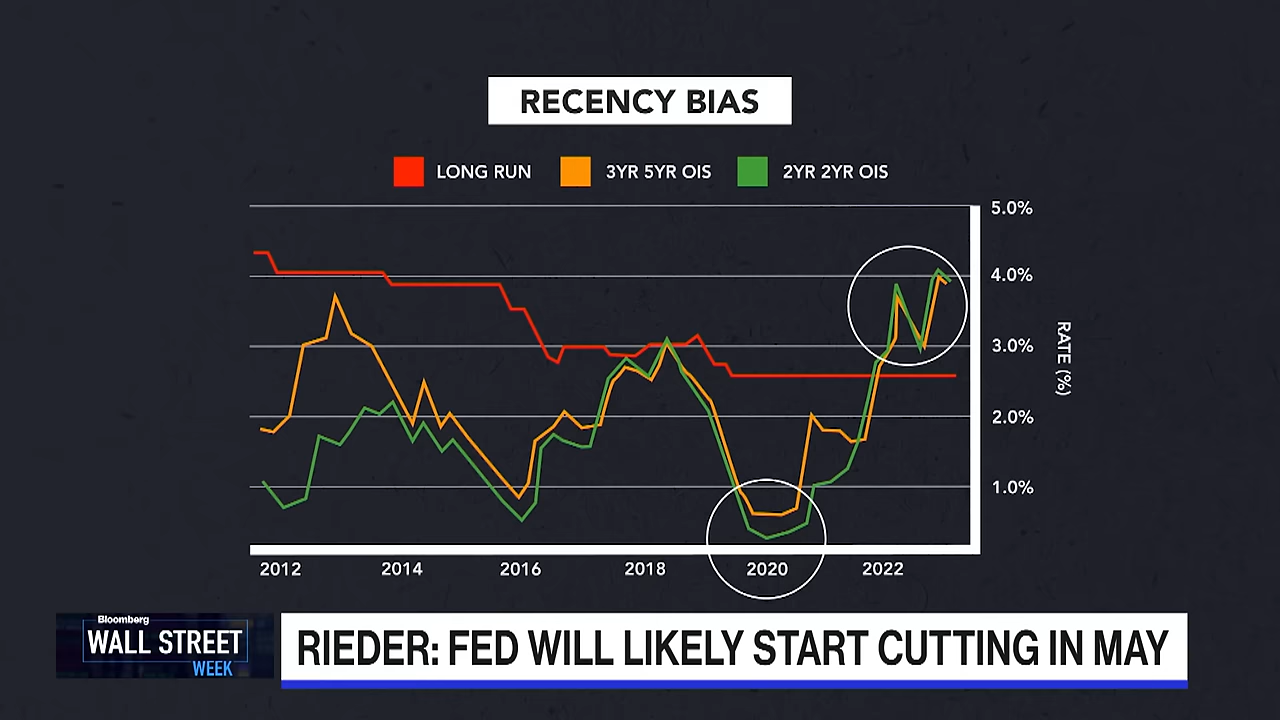 RECENCY BIAS
LONG RUN 3YR 5YR OIS 2YR 2YR OIS
5.0%
4.0%
3.0%
2.0%
1.0%
RATE (%)
2012 2014 2016 2018 2020 2022
Bloomberg
WALL STREET
WEEK
RIEDER: FED WILL LIKELY START CUTTING IN MAY